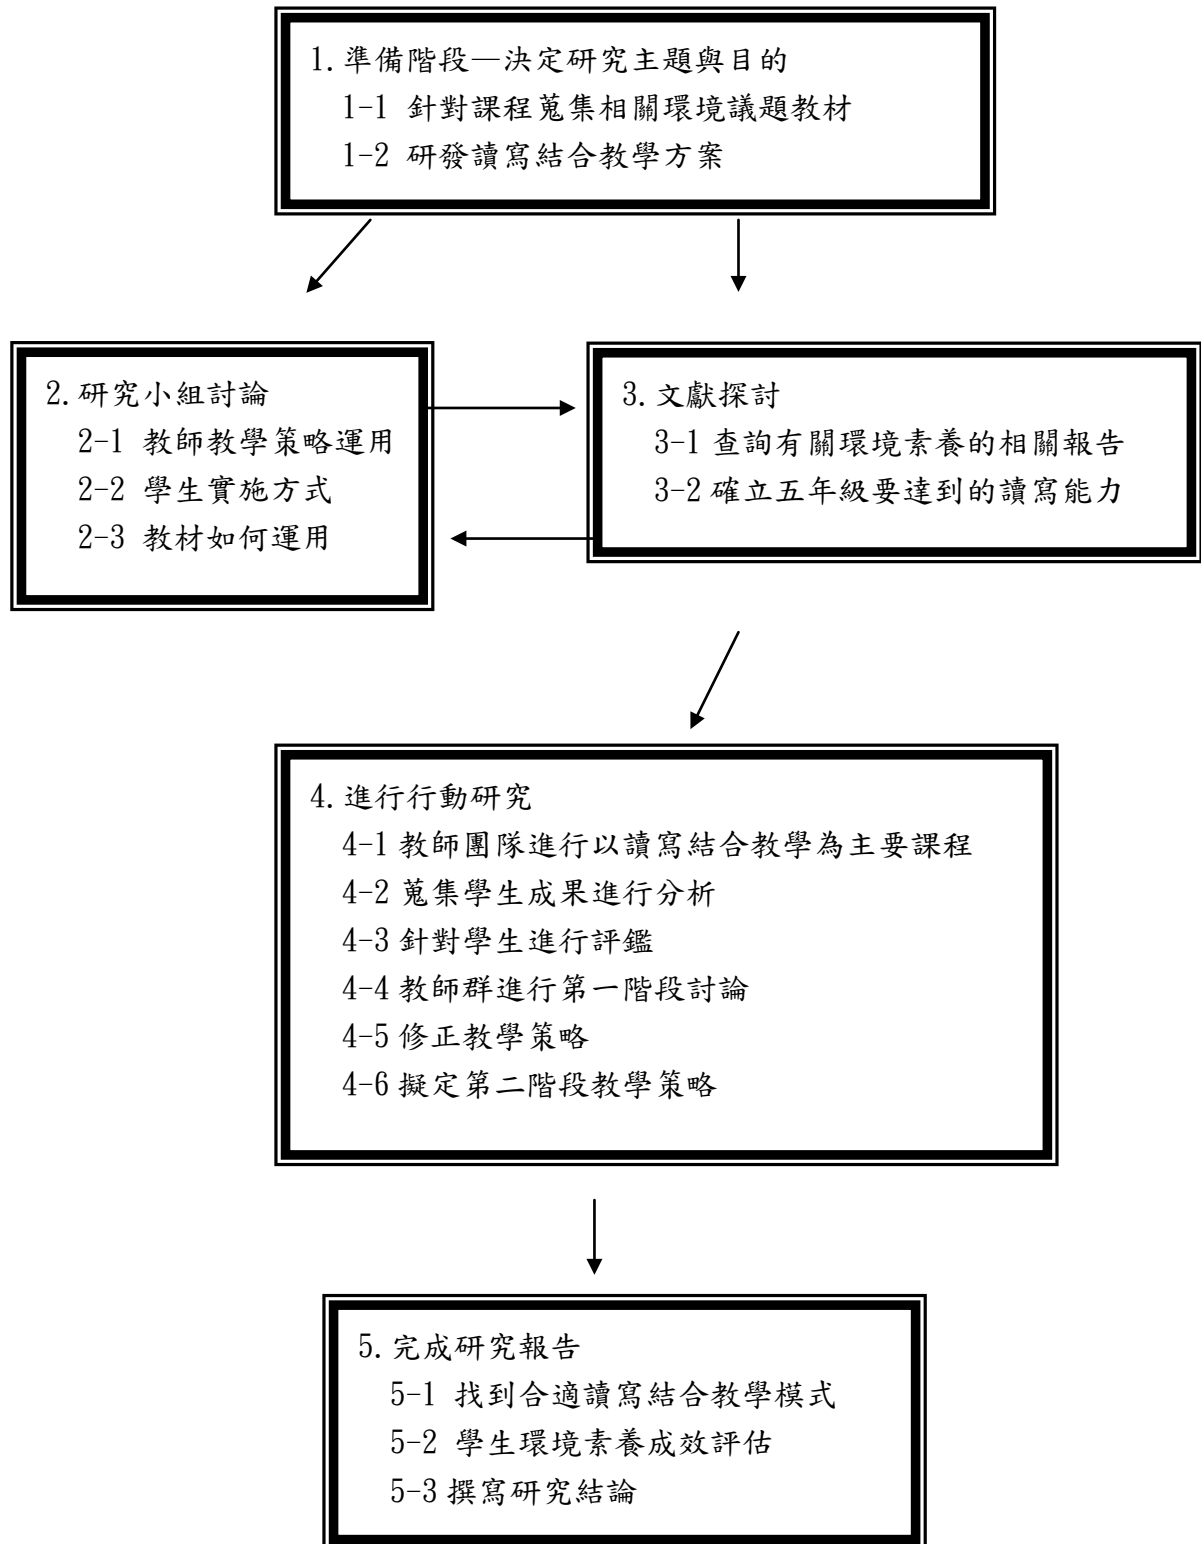 1.準備階段—決定研究主題與目的
1-1 針對課程蒐集相關環境議題教材
1-2 研發讀寫結合教學方案
2.研究小組討論
2-1 教師教學策略運用
2-2 學生實施方式
2-3 教材如何運用
3.文獻探討
3-1 查詢有關環境素養的相關報告
3-2 確立五年級要達到的讀寫能力
4.進行行動研究
4-1 教師團隊進行以讀寫結合教學為主要課程
4-2 蒐集學生成果進行分析
4-3 針對學生進行評鑑
4-4 教師群進行第一階段討論
4-5 修正教學策略
4-6 擬定第二階段教學策略
5.完成研究報告
5-1 找到合適讀寫結合教學模式
5-2 學生環境素養成效評估
5-3 撰寫研究結論